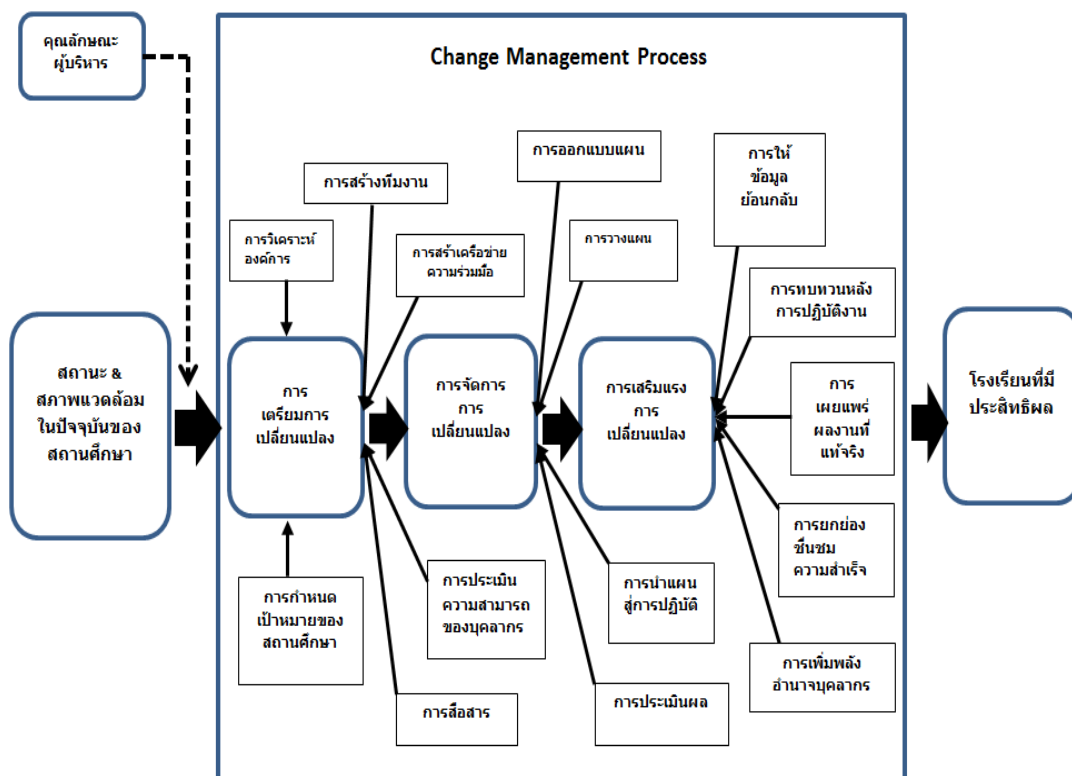 คุณลักษณะ
ผู้บริหาร
Change Management Process
การสร้างทีมงาน
การออกแบบแผน
การให้
ข้อมูล
ย้อนกลับ
การวิเคราะห์
องค์การ
การสร้าเครือข่าย
ความร่วมมือ
การวางแผน
การทบทวนหลัง
การปฏิบัติงาน
สถานะ &
สภาพแวดล้อม
ในปัจจุบันของ
สถานศึกษา
การ
เตรียมการ
เปลี่ยนแปลง
การจัดการ
การ
เปลี่ยนแปลง
การเสริมแรง
การ
เปลี่ยนแปลง
การ
เผยแพร่
ผลงานที่
แท้จริง
โรงเรียนที่มี
ประสิทธิผล
การยกย่อง
ชื่นชม
ความสำเร็จ
การกำหนด
เป้าหมายของ
สถานศึกษา
การประเมิน
ความสามารถ
ของบุคลากร
การนำแผน
สู่การปฏิบัติ
การเพิ่มพลัง
อำนาจบุคลากร
การสื่อสาร
การประเมินผล